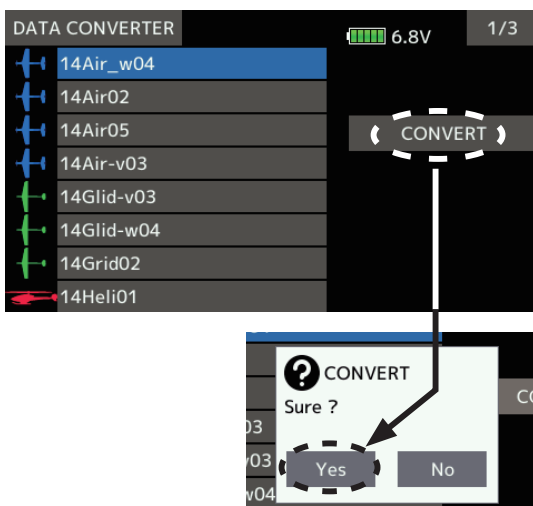 DATA CONVERTER
6.8V
1/3
14Air_w04
14Air02
14Air05
CONVERT
14Air-v03
14Glid-v03
14Glid-w04
14Grid02
14Heli01
? CONVERT
Sure ?
03
v03
w04
Yes
No